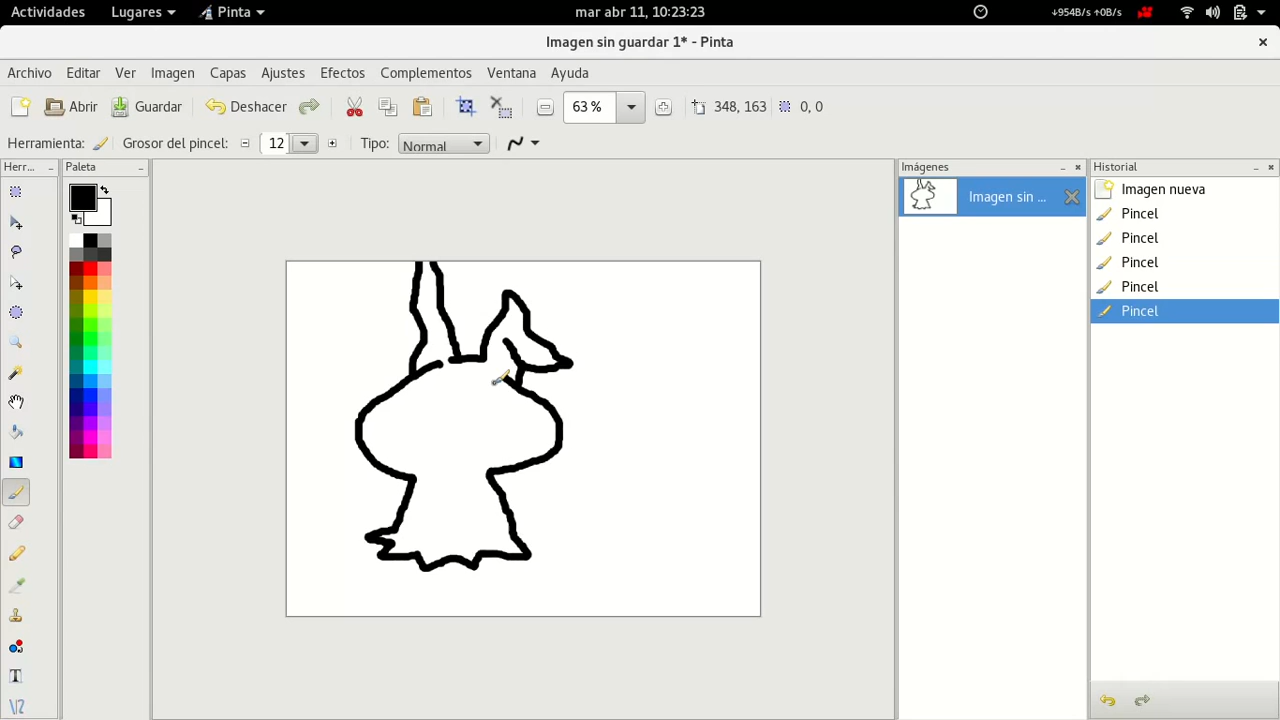 Actividades Lugares Pinta mar abr 11, 10:23:23 ↓954B/s ↑0B/s
Imagen sin guardar 1* - Pinta
Archivo Editar Ver Imagen Capas Ajustes Efectos Complementos Ventana Ayuda
Abrir Guardar Deshacer 63 % 348, 163 0, 0
Herramienta: Grosor del pincel: 12 Tipo: Normal
Herr... Paleta Imágenes Historial
Imagen sin ... Imagen nueva
Pincel
Pincel
Pincel
Pincel
Pincel